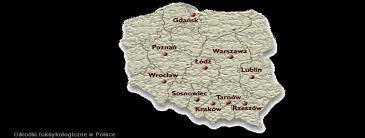 Gdańsk
Poznań
Warszawa
Łódź
Wrocław
Lublin
Sosnowiec
Tarnów
Kraków
Rzeszów
Ośrodki toksykologiczne w Polsce